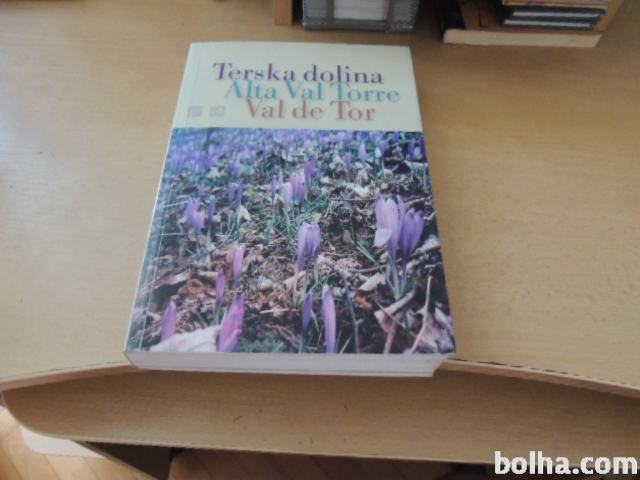 Terska dolina
Alta Val Torre
Val de Tor
bolha.com